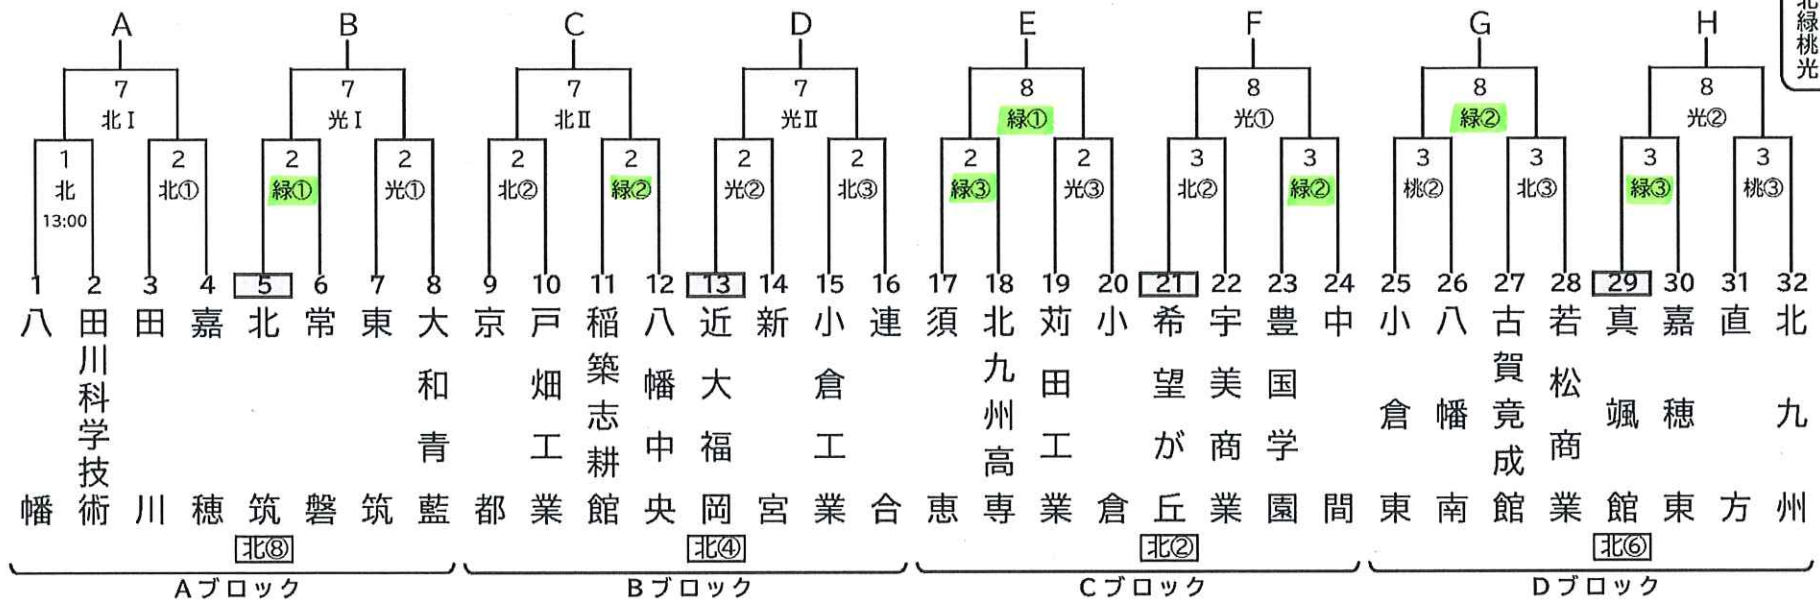 A B C D E F G H
北緑桃光
7 7 7 7 8 8 8 8
北Ⅰ 光Ⅰ 北Ⅱ 光Ⅱ 緑① 光① 緑② 光②
1 2 2 2 2 2 2 2 2 2 3 3 3 3 3 3
北 北① 緑① 光① 北② 緑② 光② 北③ 緑③ 光③ 北② 緑② 桃② 北③ 緑③ 桃③
13:00
1 2 3 4 5 6 7 8 9 10 11 12 13 14 15 16 17 18 19 20 21 22 23 24 25 26 27 28 29 30 31 32
八幡
田川科学技術
田川
嘉穂
北筑
常磐
東筑
大和青藍
京都
戸畑工業
稲築志耕館
八幡中央
近大福岡
新宮
小倉工業
連合
須恵
北九州高専
苅田工業
小倉
希望が丘
宇美商業
豊国学園
中間
小倉東
八幡南
古賀竟成館
若松商業
真颯館
嘉穂東
直方
北九州
北⑧ 北④ 北② 北⑥
Aブロック Bブロック Cブロック Dブロック